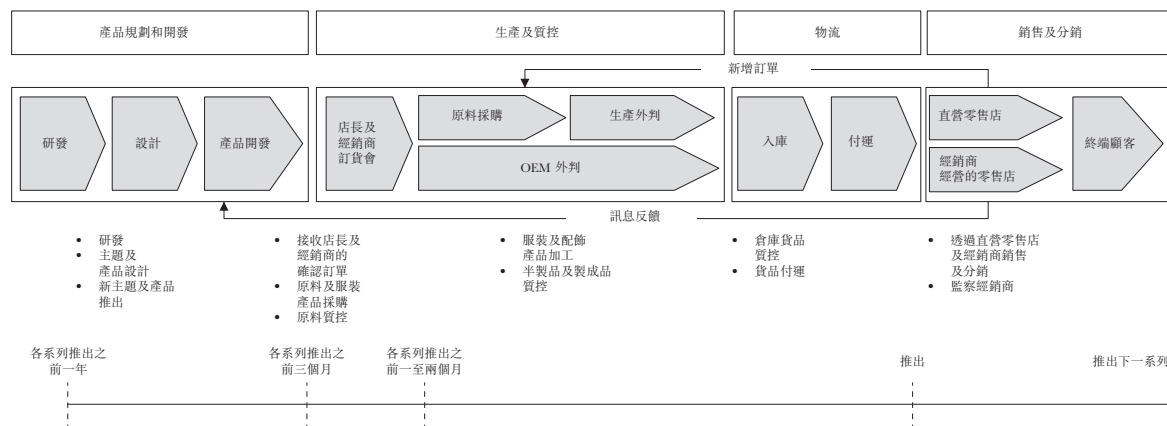 產品規劃和開發
生產及質控
物流
銷售及分銷
新增訂單
研發
設計
產品開發
店長及
經銷商
訂貨會
原料採購
生產外判
OEM 外判
入庫
付運
直營零售店
經銷商
經營的零售店
終端顧客
訊息反饋
• 研發
• 主題及
產品設計
• 新主題及產品
推出
• 接收店長及
經銷商的
確認訂單
• 原料及服裝
產品採購
• 原料質控
• 服裝及配飾
產品加工
• 半製品及製成品
質控
• 倉庫貨品
質控
• 貨品付運
• 透過直營零售店
及經銷商銷售
及分銷
• 監察經銷商
各系列推出之
前一年
各系列推出之
前三個月
各系列推出之
前一至兩個月
推出
推出下一系列